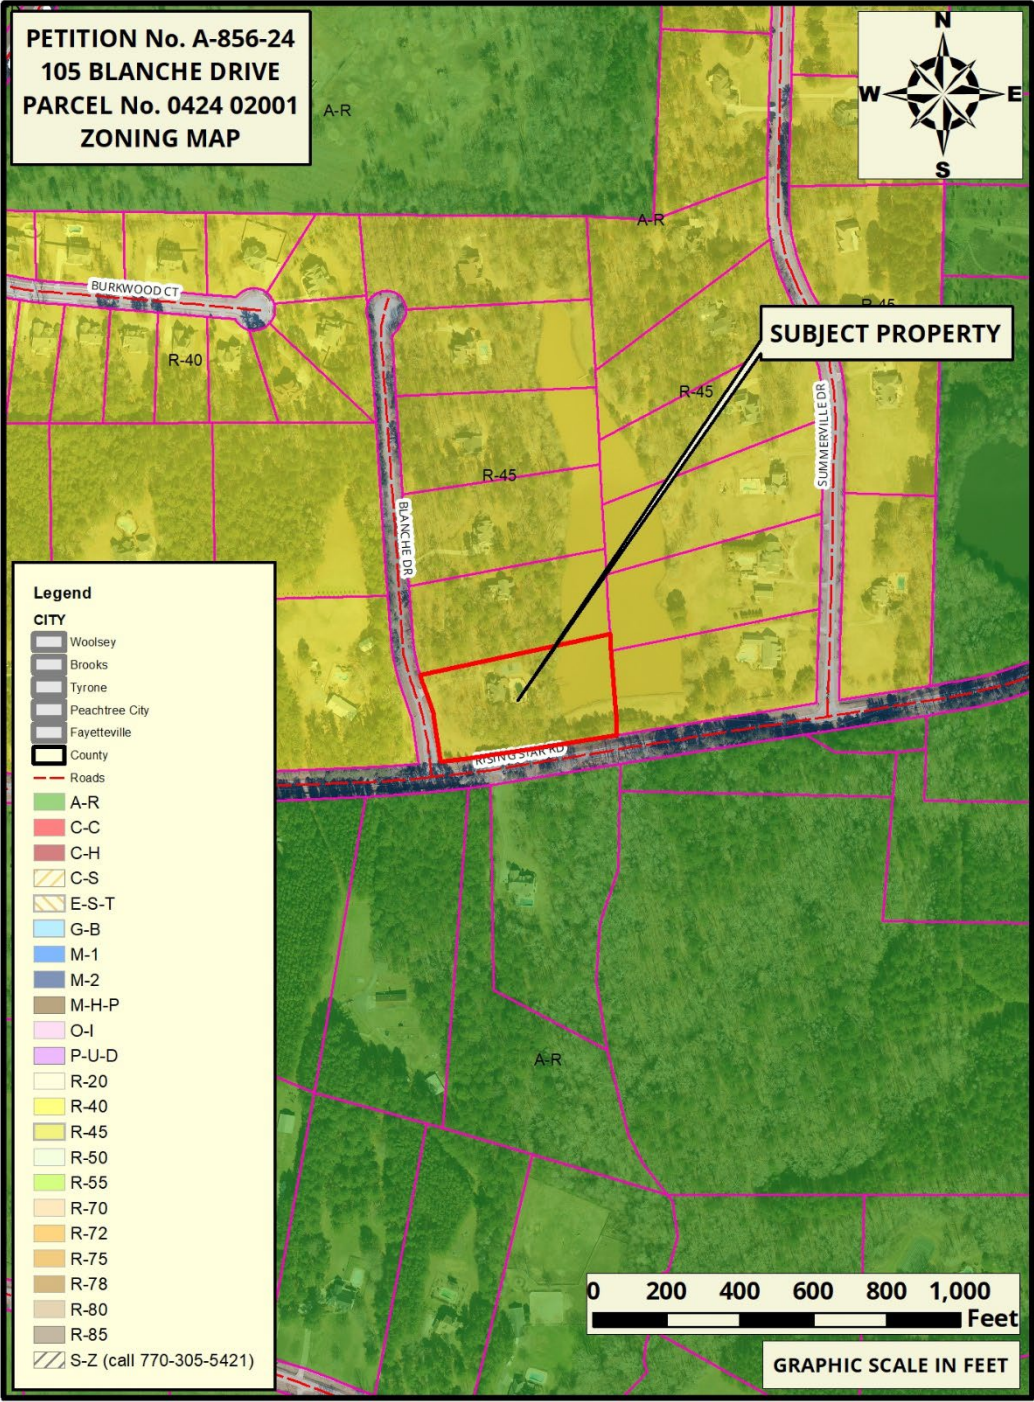 PETITION No. A-856-24
105 BLANCHE DRIVE
PARCEL No. 0424 02001
ZONING MAP
N
W
E
S
A-R
A-R
BURKWOOD CT
R-40
R-45
SUBJECT PROPERTY
R-45
SUMMERVILLE DR
R-45
BLANCHE DR
RISING STAR RD
A-R
Legend
CITY
Woolsey
Brooks
Tyrone
Peachtree City
Fayetteville
County
Roads
A-R
C-C
C-H
C-S
E-S-T
G-B
M-1
M-2
M-H-P
O-I
P-U-D
R-20
R-40
R-45
R-50
R-55
R-70
R-72
R-75
R-78
R-80
R-85
S-Z (call 770-305-5421)
0 200 400 600 800 1,000
Feet
GRAPHIC SCALE IN FEET